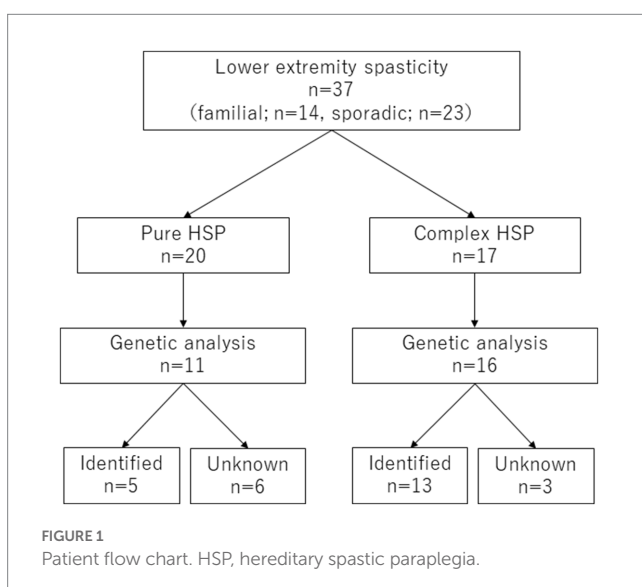 Lower extremity spasticity
n=37
(familial; n=14, sporadic; n=23)
Pure HSP
n=20
Complex HSP
n=17
Genetic analysis
n=11
Genetic analysis
n=16
Identified
n=5
Unknown
n=6
Identified
n=13
Unknown
n=3
FIGURE 1
Patient flow chart. HSP, hereditary spastic paraplegia.